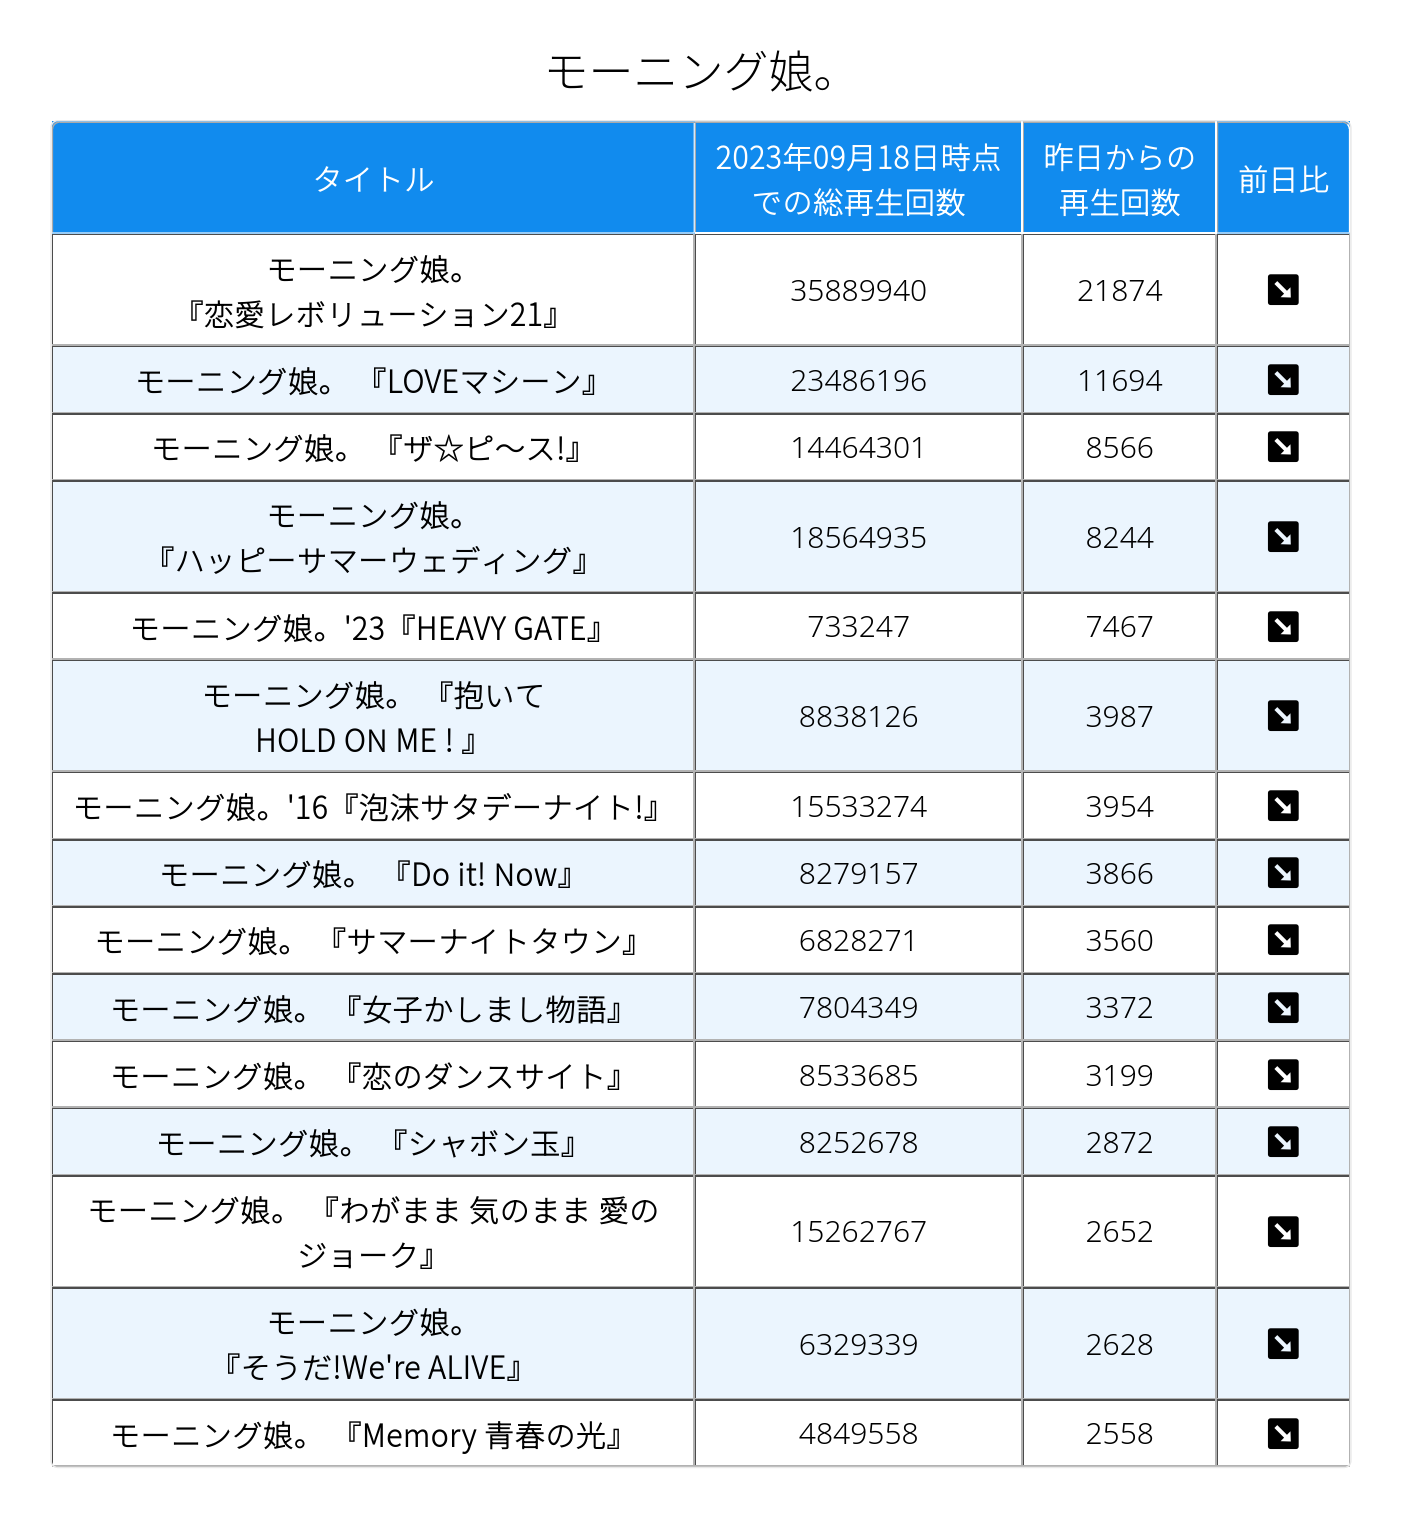 モーニング娘。
タイトル
2023年09月18日時点
での総再生回数
昨日からの
再生回数
前日比
モーニング娘。
『恋愛レボリューション21』
35889940
21874
モーニング娘。 『LOVEマシーン』
23486196
11694
モーニング娘。 『ザ☆ピ～ス!』
14464301
8566
モーニング娘。
『ハッピーサマーウェディング』
18564935
8244
モーニング娘。'23『HEAVY GATE』
733247
7467
モーニング娘。 『抱いて
HOLD ON ME ! 』
8838126
3987
モーニング娘。'16『泡沫サタデーナイト!』
15533274
3954
モーニング娘。 『Do it! Now』
8279157
3866
モーニング娘。 『サマーナイトタウン』
6828271
3560
モーニング娘。 『女子かしまし物語』
7804349
3372
モーニング娘。 『恋のダンスサイト』
8533685
3199
モーニング娘。 『シャボン玉』
8252678
2872
モーニング娘。 『わがまま 気のまま 愛の
ジョーク』
15262767
2652
モーニング娘。
『そうだ!We're ALIVE』
6329339
2628
モーニング娘。 『Memory 青春の光』
4849558
2558